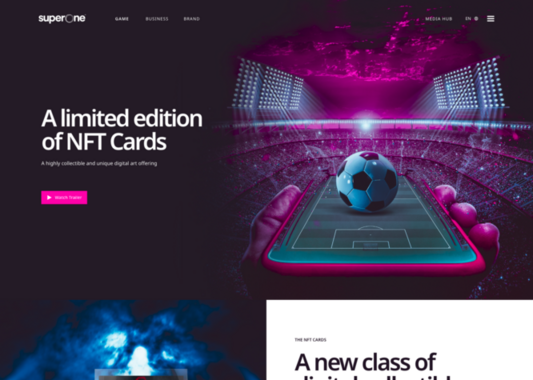 superone
GAME
BUSINESS
BRAND
MEDIA HUB
EN
A limited edition
of NFT Cards
A highly collectible and unique digital art offering
Watch Trailer
THE NFT CARDS
A new class of